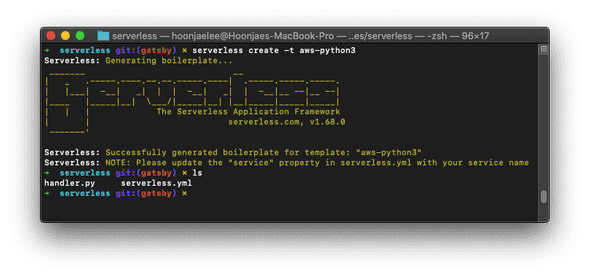 serverless — hoonjaelee@Hoonjaes-MacBook-Pro — ..es/serverless — -zsh — 96×17
➜  serverless git:(gatsby) × serverless create -t aws-python3
Serverless: Generating boilerplate...
The Serverless Application Framework
serverless.com, v1.68.0
Serverless: Successfully generated boilerplate for template: "aws-python3"
Serverless: NOTE: Please update the "service" property in serverless.yml with your service name
➜  serverless git:(gatsby) × ls
handler.py     serverless.yml
➜  serverless git:(gatsby) ×